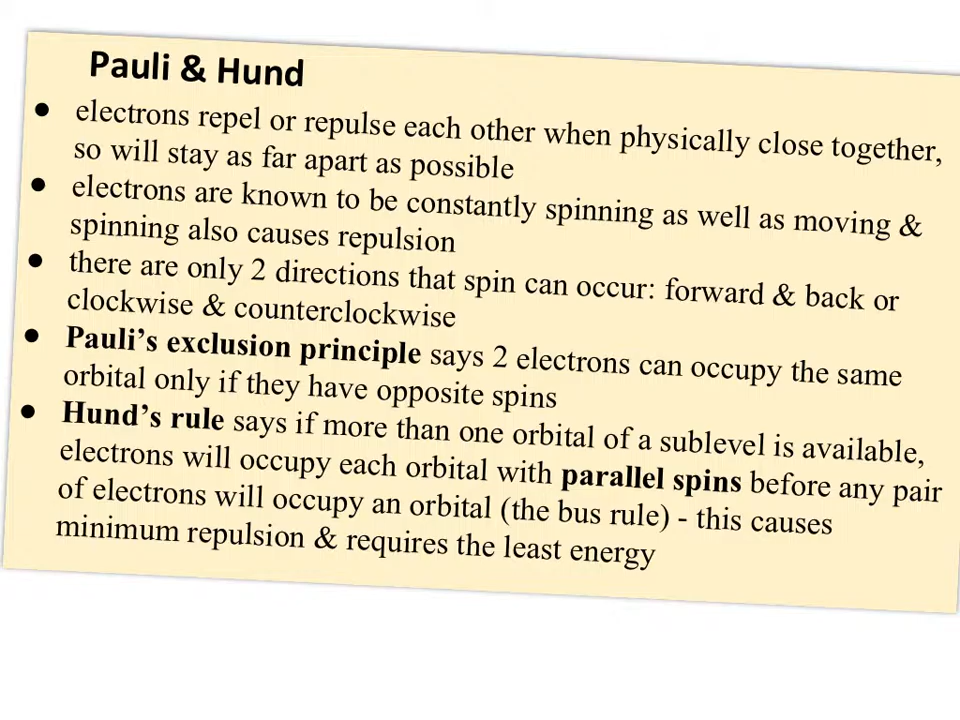 Pauli & Hund
● electrons repel or repulse each other when physically close together,
so will stay as far apart as possible
● electrons are known to be constantly spinning as well as moving &
spinning also causes repulsion
● there are only 2 directions that spin can occur: forward & back or
clockwise & counterclockwise
● Pauli's exclusion principle says 2 electrons can occupy the same
orbital only if they have opposite spins
● Hund's rule says if more than one orbital of a sublevel is available,
electrons will occupy each orbital with parallel spins before any pair
of electrons will occupy an orbital (the bus rule) - this causes
minimum repulsion & requires the least energy